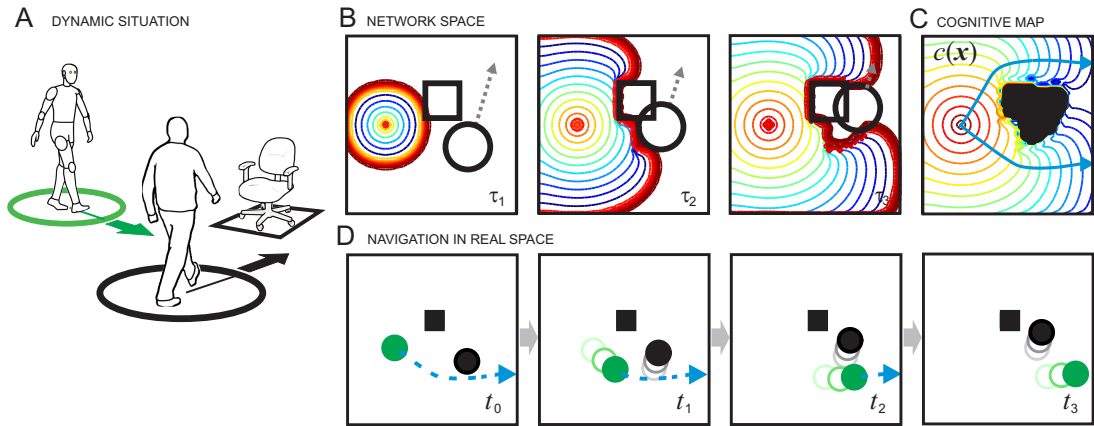 A DYNAMIC SITUATION
B NETWORK SPACE
C COGNITIVE MAP
τ1
τ2
τ3
c(x)
D NAVIGATION IN REAL SPACE
t0
t1
t2
t3